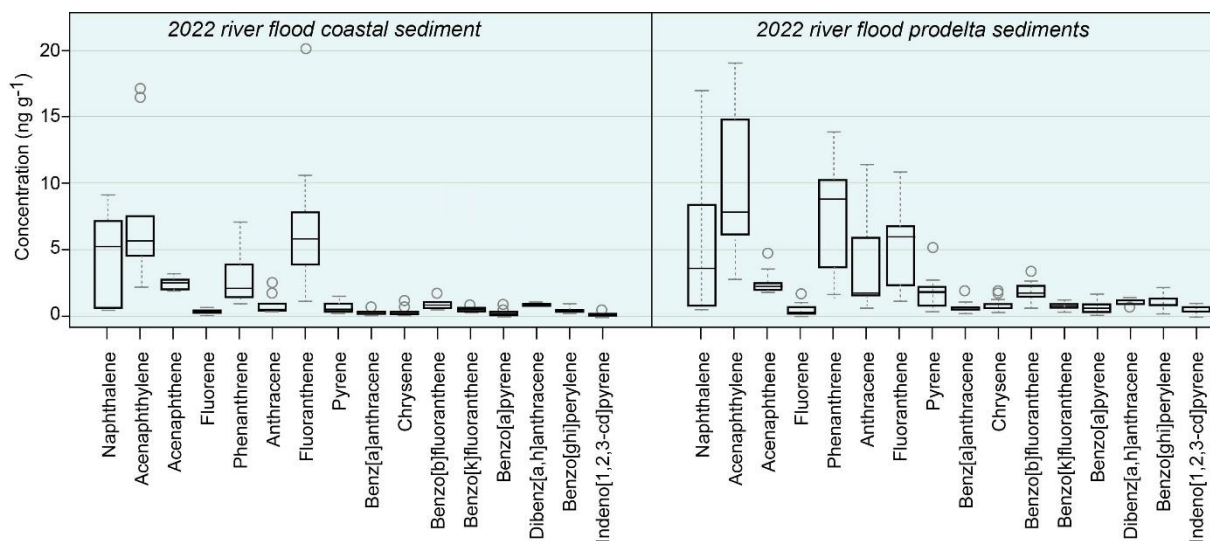 2022 river flood coastal sediment
2022 river flood prodelta sediments
Concentration (ng g-1)
20
15
10
5
0
Naphthalene
Acenaphthylene
Acenaphthene
Fluorene
Phenanthrene
Anthracene
Fluoranthene
Pyrene
Benz[a]anthracene
Chrysene
Benzo[b]fluoranthene
Benzo[k]fluoranthene
Benzo[a]pyrene
Dibenz[a,h]anthracene
Benzo[ghi]perylene
Indeno[1,2,3-cd]pyrene
Naphthalene
Acenaphthylene
Acenaphthene
Fluorene
Phenanthrene
Anthracene
Fluoranthene
Pyrene
Benz[a]anthracene
Chrysene
Benzo[b]fluoranthene
Benzo[k]fluoranthene
Benzo[a]pyrene
Dibenz[a,h]anthracene
Benzo[ghi]perylene
Indeno[1,2,3-cd]pyrene